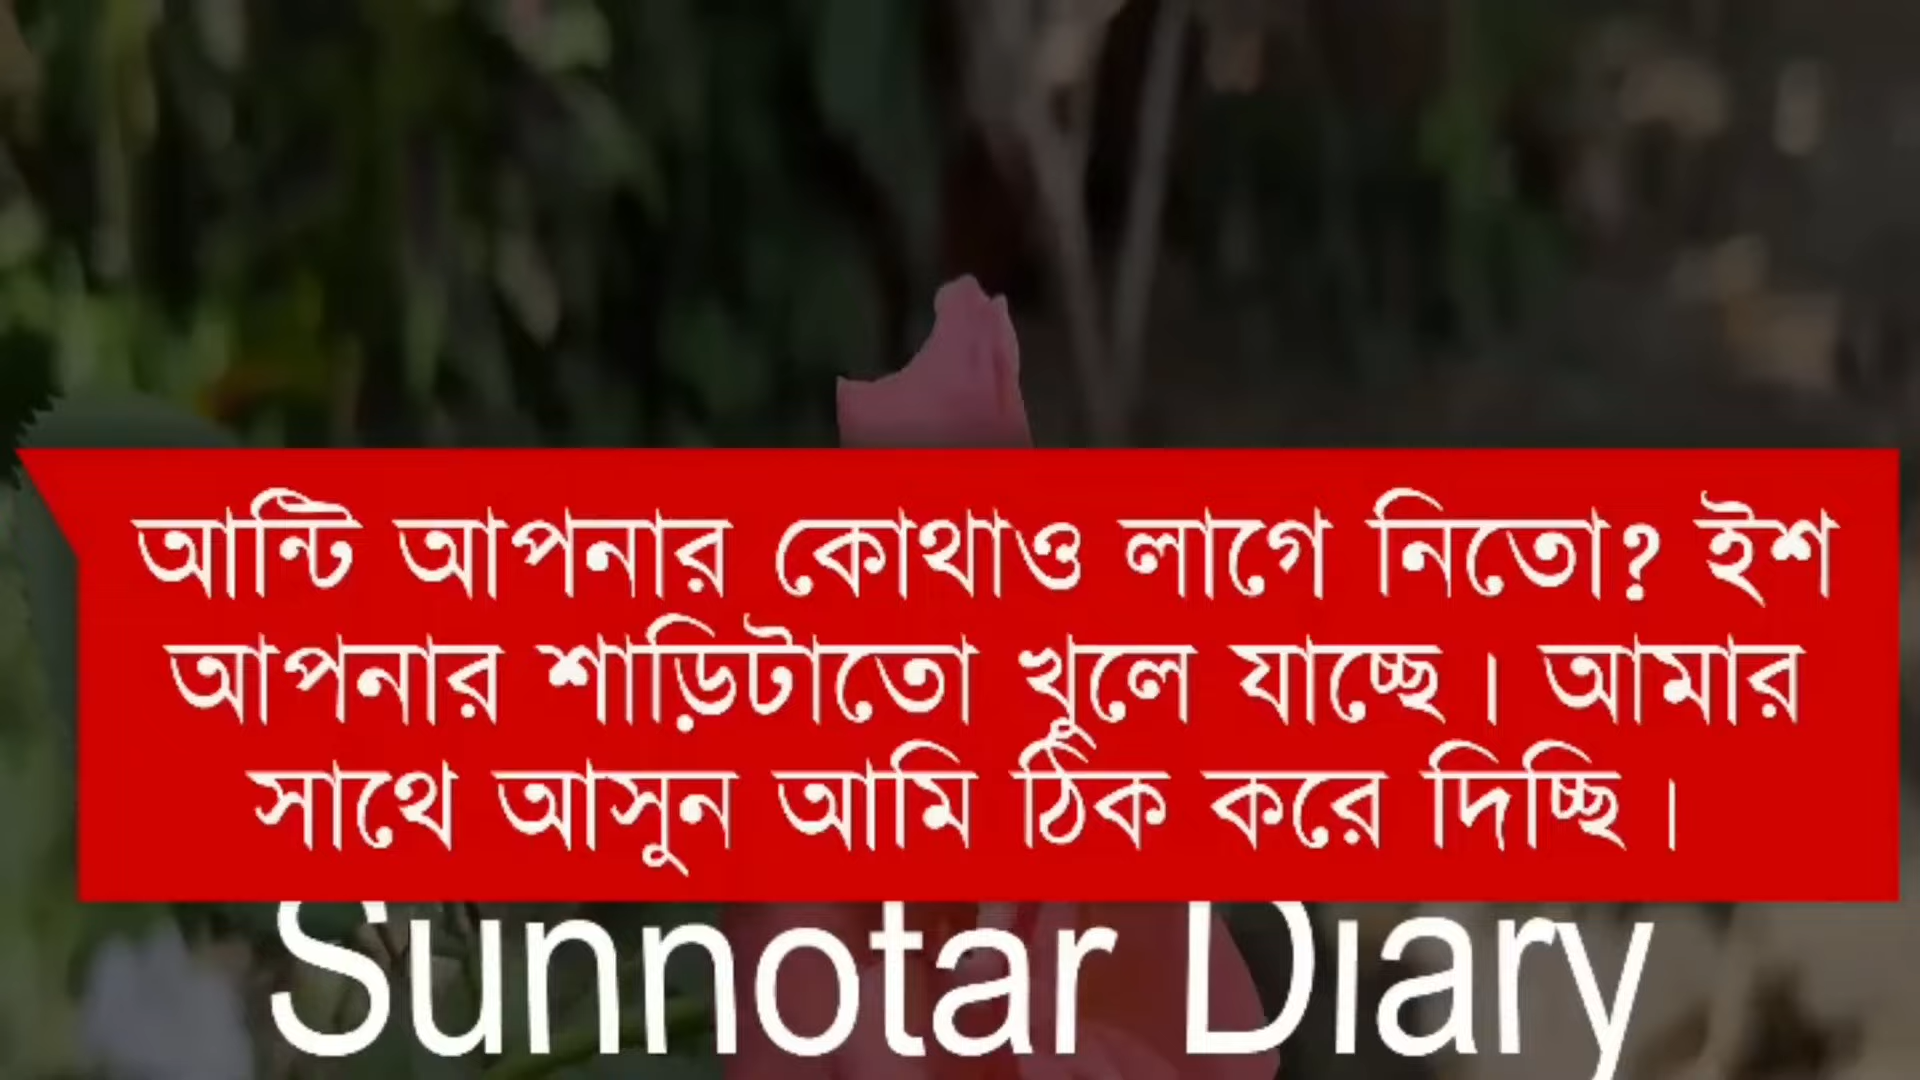 আন্টি আপনার কোথাও লাগে নিতো? ইশ
আপনার শাড়িটাতো খূলে যাচ্ছে। আমার
সাথে আসুন আমি ঠিক করে দিচ্ছি।
Sunnotar Diary